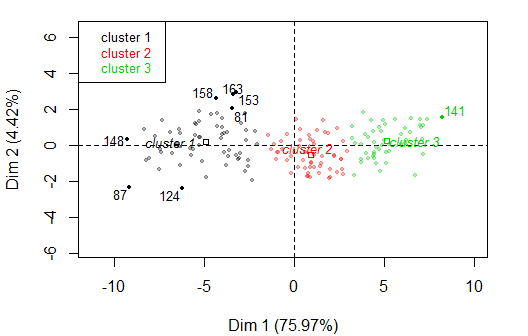 cluster 1
cluster 2
cluster 3
6
4
2
0
-2
-4
-6
Dim 2 (4.42%)
158
163
153
81
141
148
cluster 1
cluster 2
cluster 3
87
124
-10
-5
0
5
10
Dim 1 (75.97%)